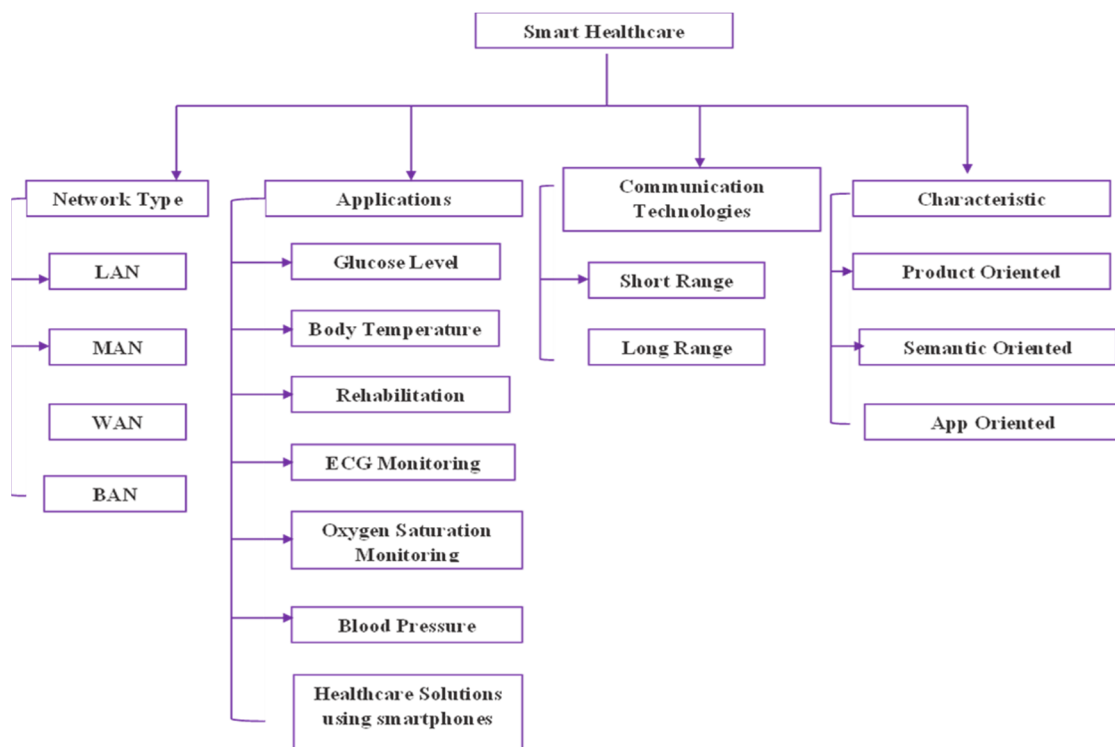 Smart Healthcare
Network Type
LAN
MAN
WAN
BAN
Applications
Glucose Level
Body Temperature
Rehabilitation
ECG Monitoring
Oxygen Saturation
Monitoring
Blood Pressure
Healthcare Solutions
using smartphones
Communication
Technologies
Short Range
Long Range
Characteristic
Product Oriented
Semantic Oriented
App Oriented